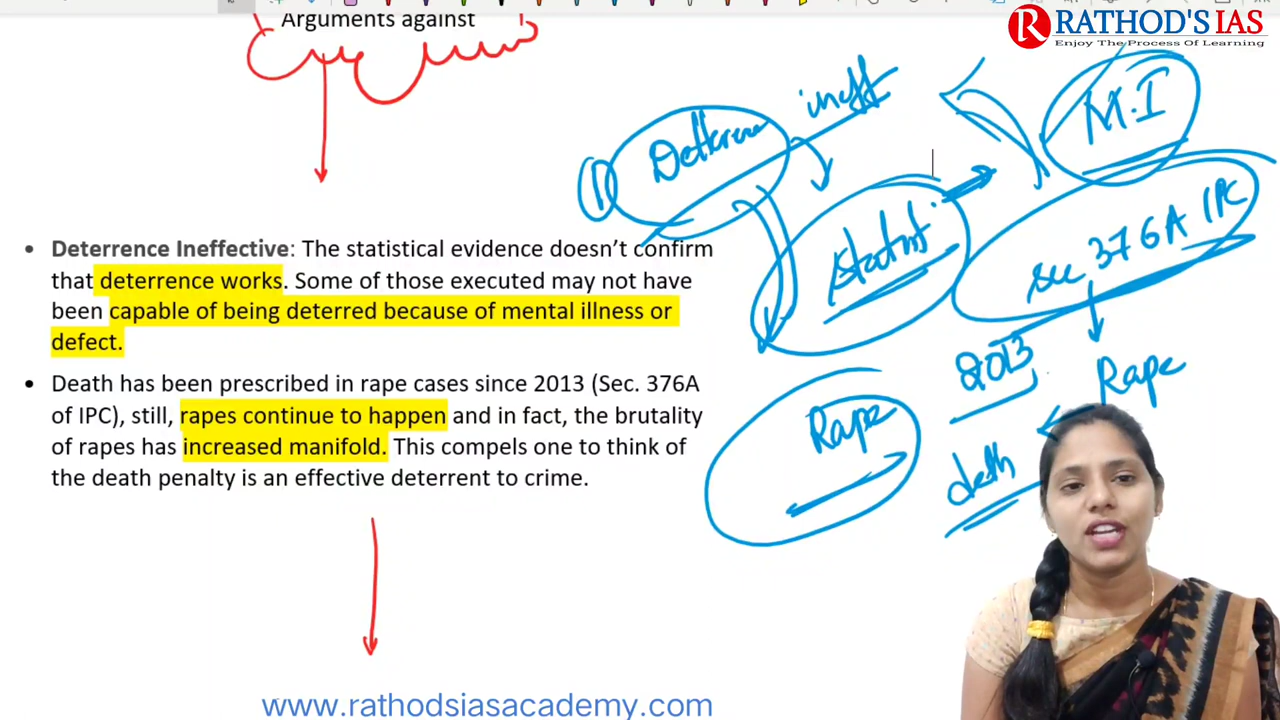 Arguments against
RATHOD'S IAS
Enjoy The Process Of Learning
• Deterrence Ineffective: The statistical evidence doesn't confirm
that deterrence works. Some of those executed may not have
been capable of being deterred because of mental illness or
defect.
• Death has been prescribed in rape cases since 2013 (Sec. 376A
of IPC), still, rapes continue to happen and in fact, the brutality
of rapes has increased manifold. This compels one to think of
the death penalty is an effective deterrent to crime.
1
ineff
M.I
Sec 376A IPC
2013
Rape
Rape
death
www.rathodsiasacademy.com